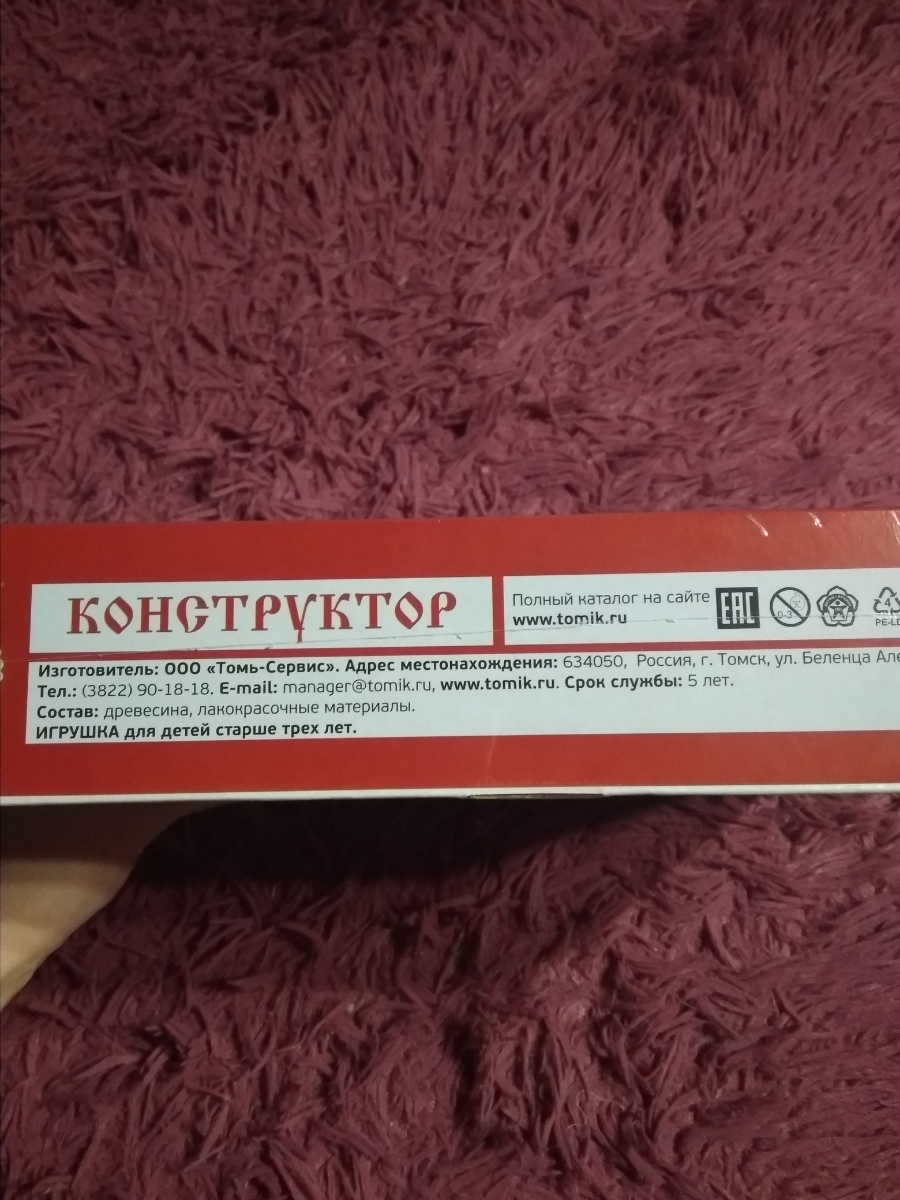 КОНСТРУКТОР
Полный каталог на сайте
www.tomik.ru
EAC
0-3
4
PE-LD
Изготовитель: ООО «Томь-Сервис». Адрес местонахождения: 634050, Россия, г. Томск, ул. Беленца Але
Тел.: (3822) 90-18-18. E-mail: manager@tomik.ru, www.tomik.ru. Срок службы: 5 лет.
Состав: древесина, лакокрасочные материалы.
ИГРУШКА для детей старше трех лет.